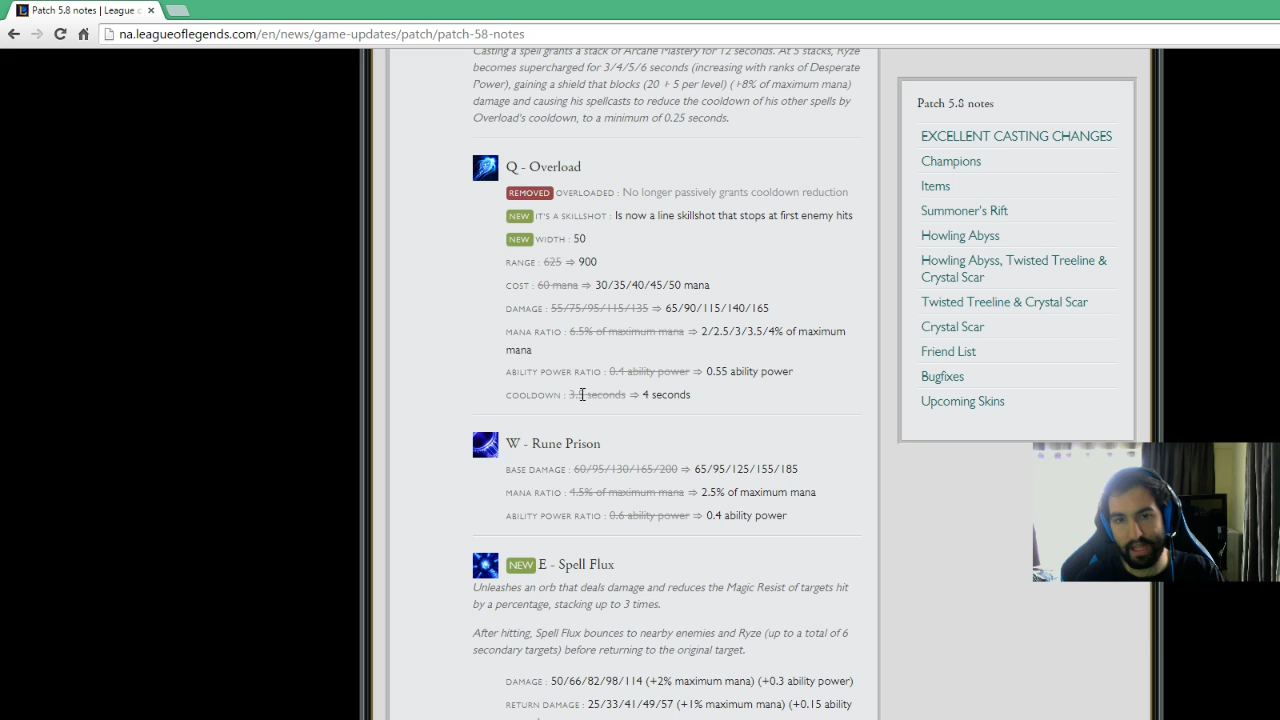 Patch 5.8 notes | League o
na.leagueoflegends.com/en/news/game-updates/patch/patch-58-notes
Casting a spell grants a stack of Arcane Mastery for 12 seconds. At 5 stacks, Ryze
becomes supercharged for 3/4/5/6 seconds (increasing with ranks of Desperate
Power), gaining a shield that blocks (20 + 5 per level) (+8% of maximum mana)
damage and causing his spellcasts to reduce the cooldown of his other spells by
Overload's cooldown, to a minimum of 0.25 seconds.
Q - Overload
REMOVED OVERLOADED : No longer passively grants cooldown reduction
NEW IT'S A SKILLSHOT : Is now a line skillshot that stops at first enemy hits
NEW WIDTH : 50
RANGE : 625 ⇒ 900
COST : 60 mana ⇒ 30/35/40/45/50 mana
DAMAGE : 55/75/95/115/135 ⇒ 65/90/115/140/165
MANA RATIO : 6.5% of maximum mana ⇒ 2/2.5/3/3.5/4% of maximum
mana
ABILITY POWER RATIO : 0.4 ability power ⇒ 0.55 ability power
COOLDOWN : 3.5 seconds ⇒ 4 seconds
W - Rune Prison
BASE DAMAGE : 60/95/130/165/200 ⇒ 65/95/125/155/185
MANA RATIO : 4.5% of maximum mana ⇒ 2.5% of maximum mana
ABILITY POWER RATIO : 0.6 ability power ⇒ 0.4 ability power
NEW E - Spell Flux
Unleashes an orb that deals damage and reduces the Magic Resist of targets hit
by a percentage, stacking up to 3 times.
After hitting, Spell Flux bounces to nearby enemies and Ryze (up to a total of 6
secondary targets) before returning to the original target.
DAMAGE : 50/66/82/98/114 (+2% maximum mana) (+0.3 ability power)
RETURN DAMAGE : 25/33/41/49/57 (+1% maximum mana) (+0.15 ability
Patch 5.8 notes
EXCELLENT CASTING CHANGES
Champions
Items
Summoner's Rift
Howling Abyss
Howling Abyss, Twisted Treeline &
Crystal Scar
Twisted Treeline & Crystal Scar
Crystal Scar
Friend List
Bugfixes
Upcoming Skins